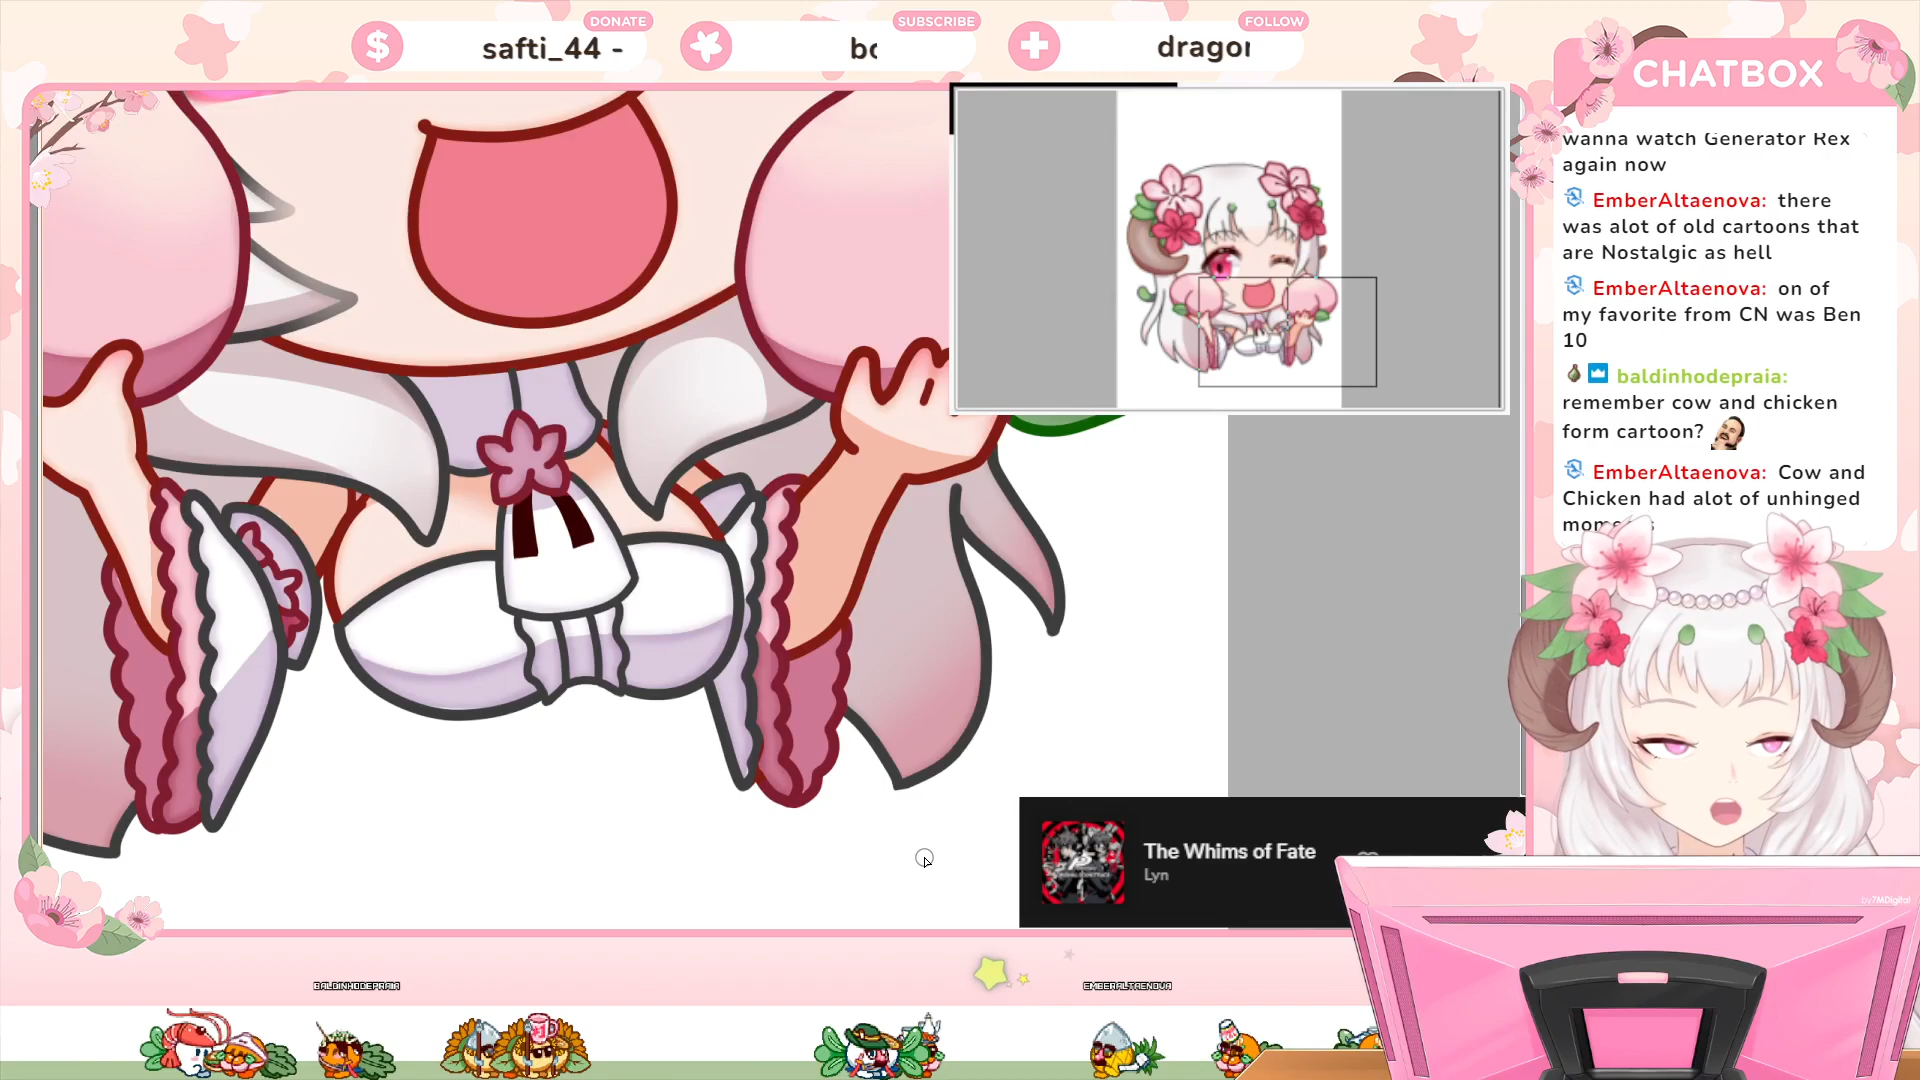 DONATE
SUBSCRIBE
FOLLOW
safti_44 -
dragor
CHATBOX
wanna watch Generator Rex
again now
EmberAltaenova: there
was alot of old cartoons that
are Nostalgic as hell
EmberAltaenova: on of
my favorite from CN was Ben
10
baldinhodepraia:
remember cow and chicken
form cartoon?
EmberAltaenova: Cow and
Chicken had alot of unhinged
The Whims of Fate
Lyn
by7MDigital
BALDINHODEPRAIA
EMBERALTAENOVA